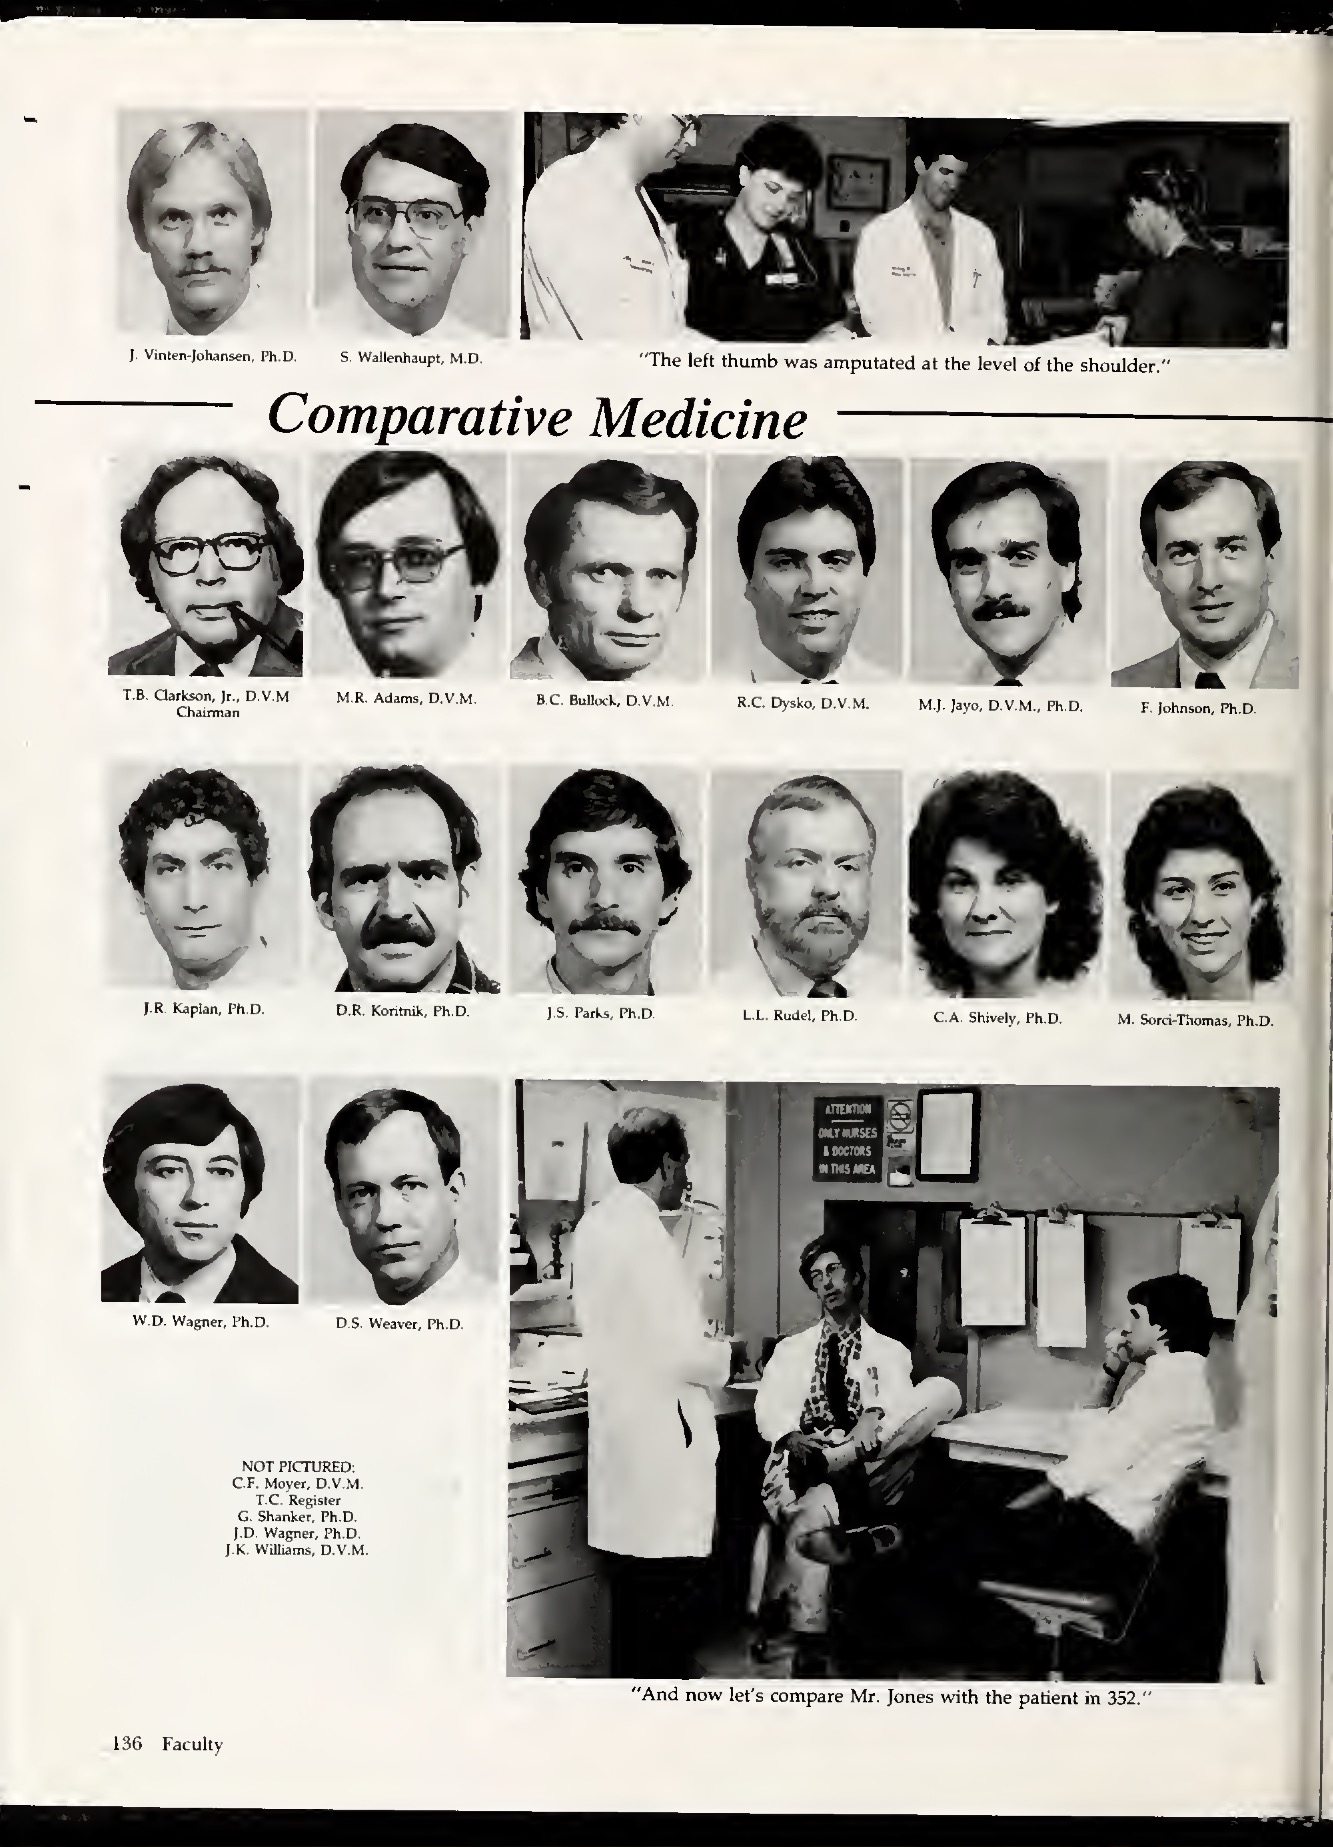 J. Vinten-Johansen, Ph.D.
S. Wallenhaupt, M.D.
"The left thumb was amputated at the level of the shoulder."
Comparative Medicine
T.B. Clarkson, Jr., D.V.M
Chairman
M.R. Adams, D.V.M.
B.C. Bullock, D.V.M.
R.C. Dysko, D.V.M.
M.J. Jayo, D.V.M., Ph.D.
F. Johnson, Ph.D.
J.R. Kaplan, Ph.D.
D.R. Koritnik, Ph.D.
J.S. Parks, Ph.D.
L.L. Rudel, Ph.D.
C.A. Shively, Ph.D.
M. Sorci-Thomas, Ph.D.
W.D. Wagner, Ph.D.
D.S. Weaver, Ph.D.
ATTENTION
ONLY NURSES
& DOCTORS
IN THIS AREA
NOT PICTURED:
C.F. Moyer, D.V.M.
T.C. Register
G. Shanker, Ph.D.
J.D. Wagner, Ph.D.
J.K. Williams, D.V.M.
"And now let's compare Mr. Jones with the patient in 352."
136 Faculty